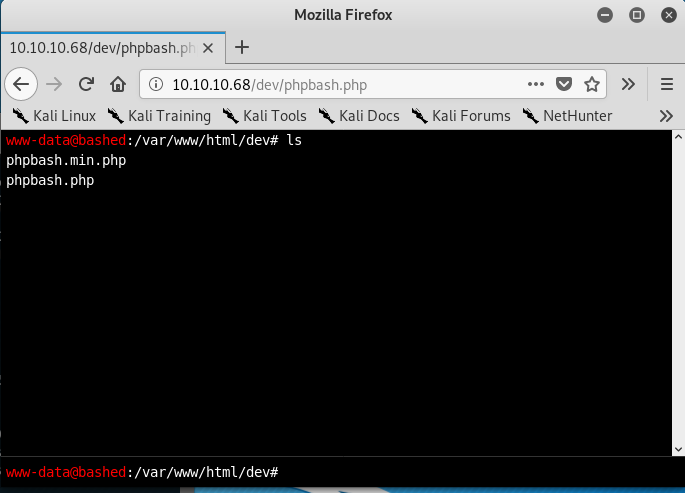 Mozilla Firefox
10.10.10.68/dev/phpbash.ph
10.10.10.68/dev/phpbash.php
Kali Linux Kali Training Kali Tools Kali Docs Kali Forums NetHunter
www-data@bashed:/var/www/html/dev# ls
phpbash.min.php
phpbash.php
www-data@bashed:/var/www/html/dev#